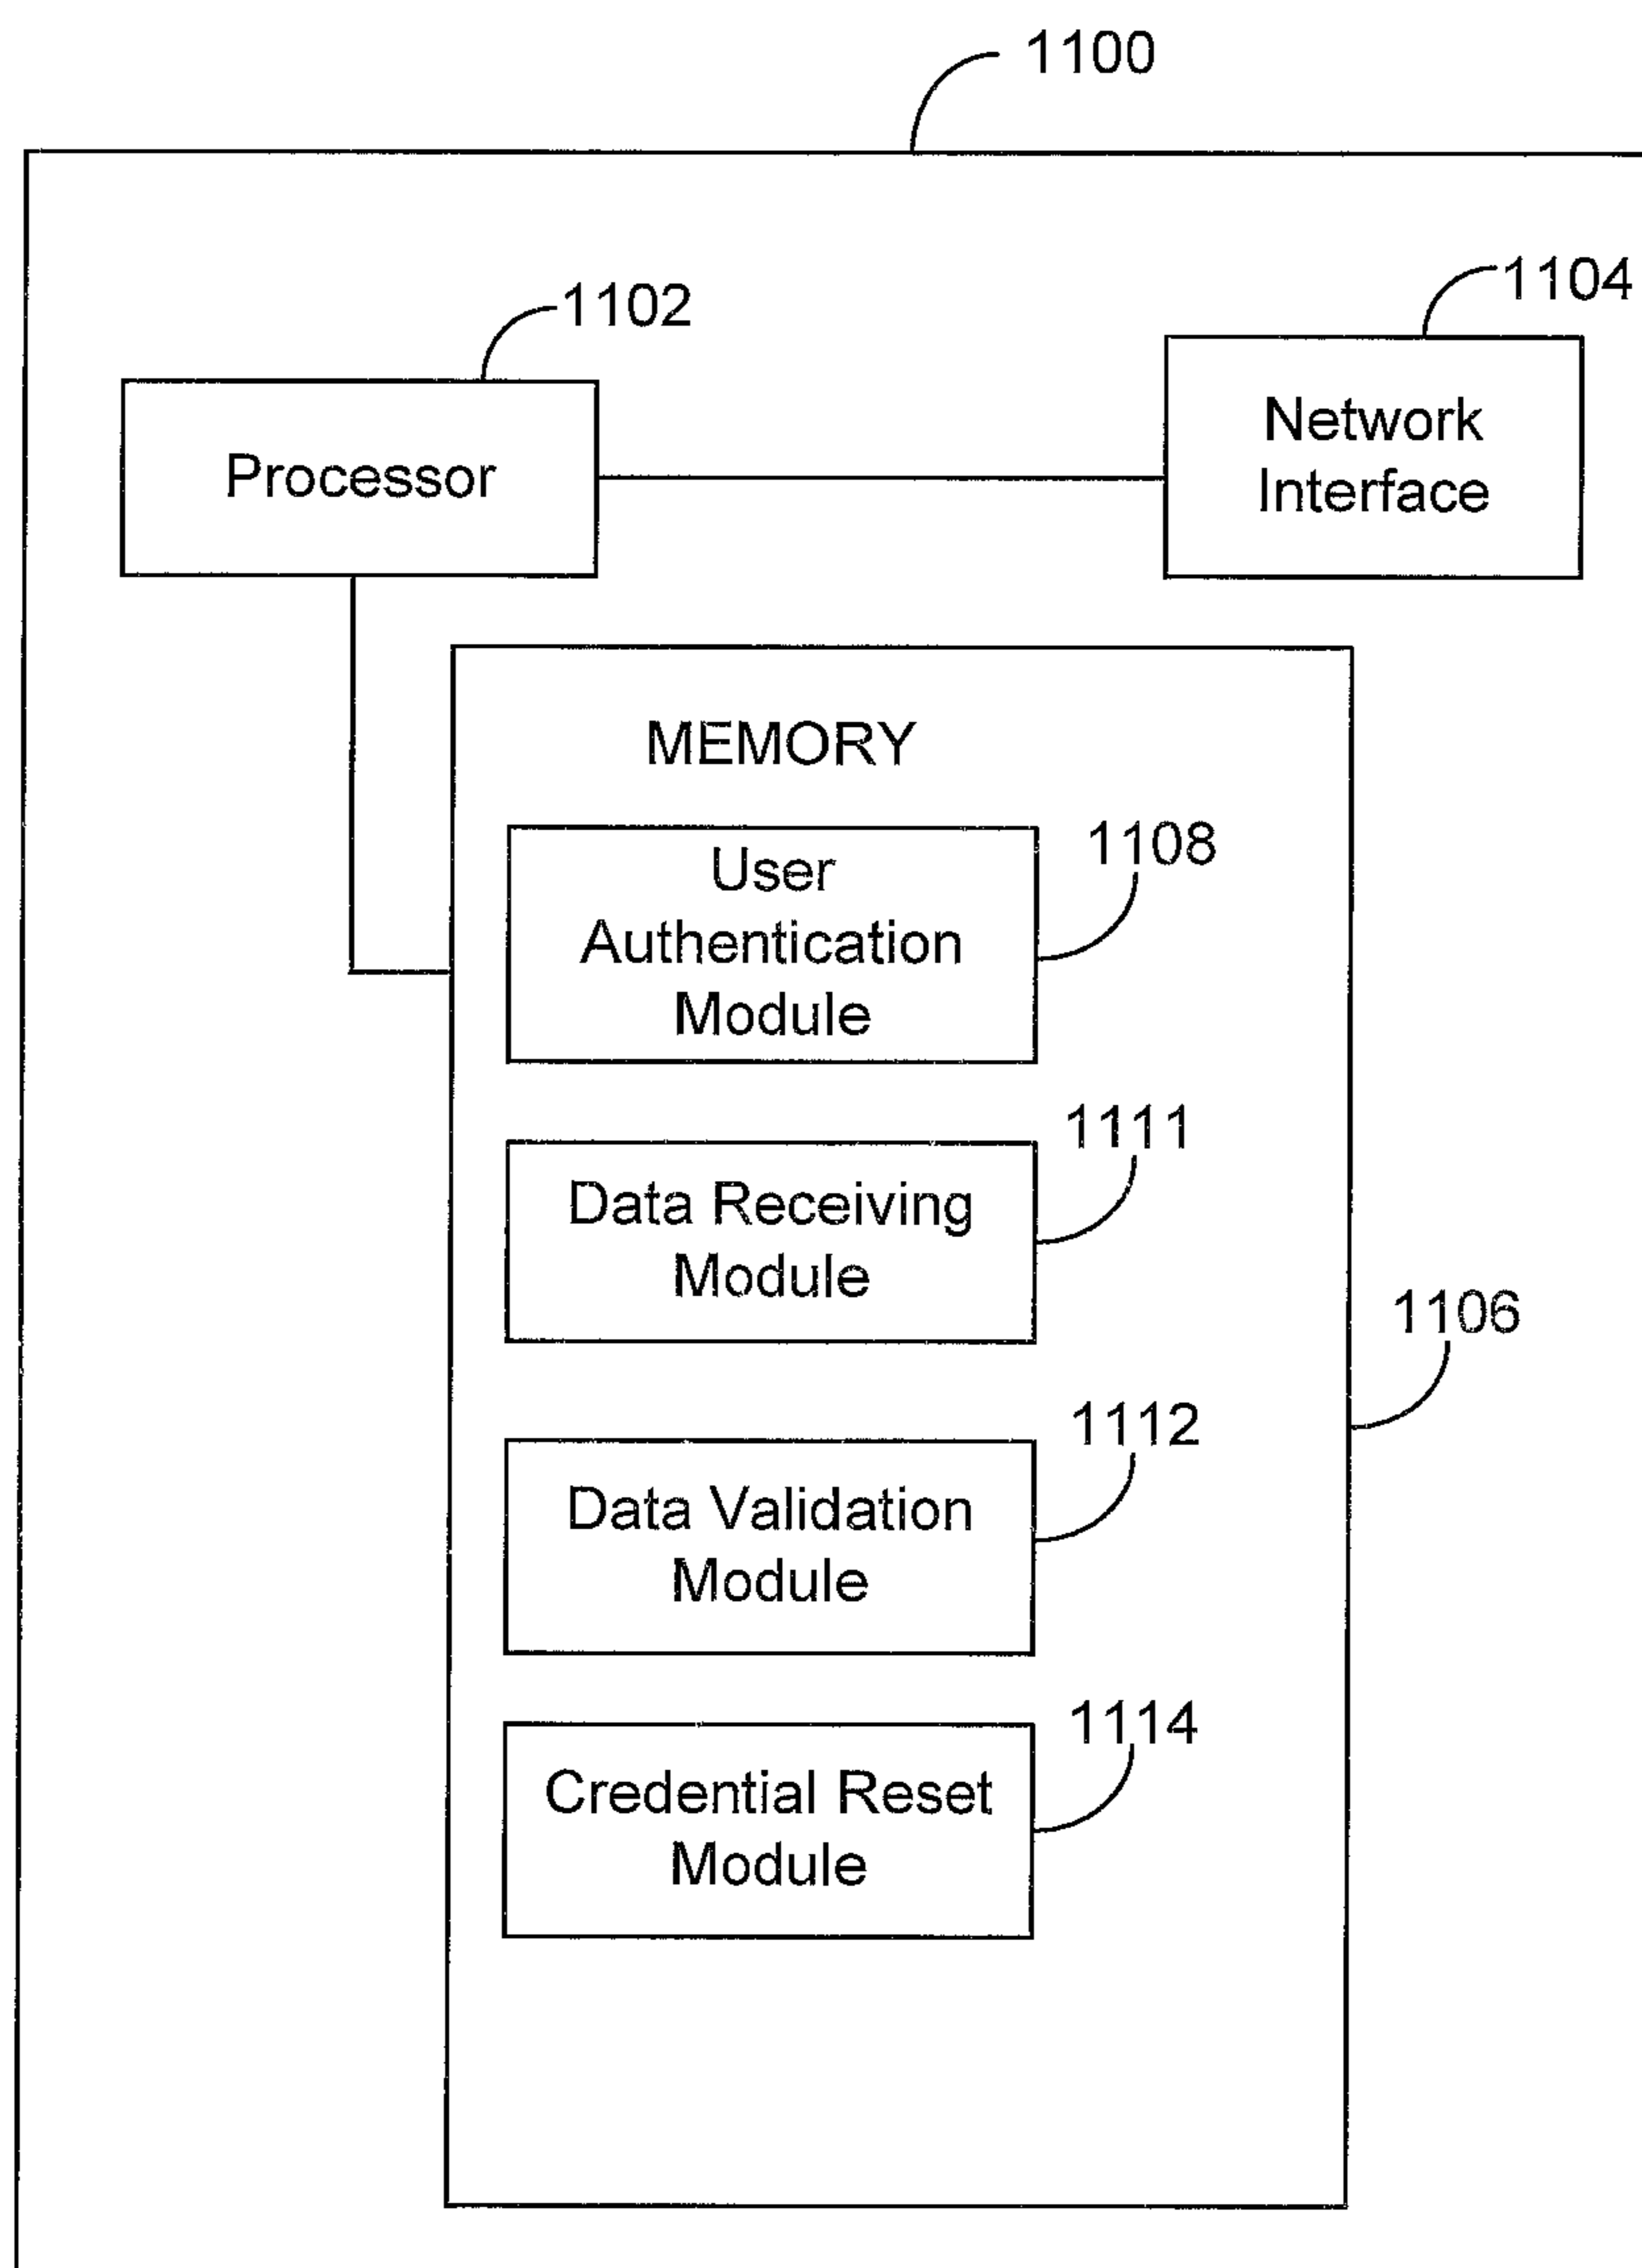 1100
1102
1104
Processor
Network
Interface
MEMORY
User
Authentication
Module
1108
Data Receiving
Module
1111
1106
Data Validation
Module
1112
Credential Reset
Module
1114